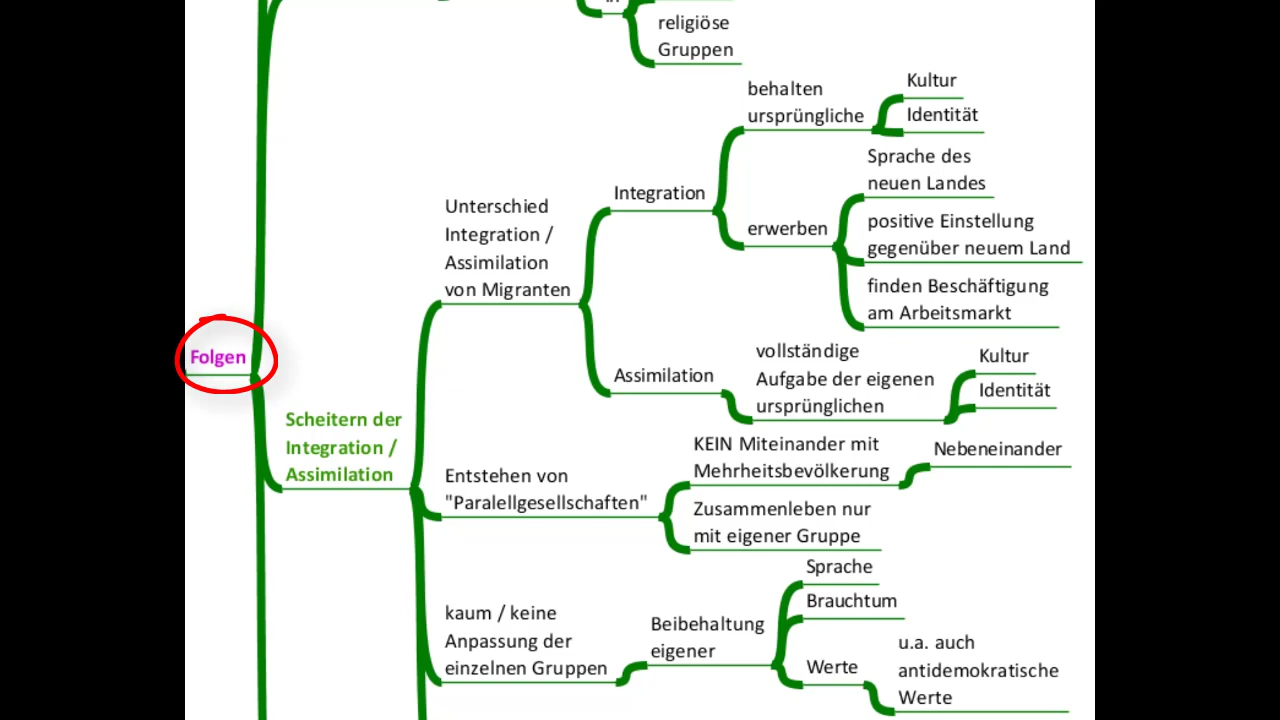 religiöse
Gruppen
Folgen
Scheitern der
Integration /
Assimilation
Unterschied
Integration /
Assimilation
von Migranten
Integration
behalten
ursprüngliche
Kultur
Identität
erwerben
Sprache des
neuen Landes
positive Einstellung
gegenüber neuem Land
finden Beschäftigung
am Arbeitsmarkt
Assimilation
vollständige
Aufgabe der eigenen
ursprünglichen
Kultur
Identität
Entstehen von
"Paralellgesellschaften"
KEIN Miteinander mit
Mehrheitsbevölkerung
Nebeneinander
Zusammenleben nur
mit eigener Gruppe
kaum / keine
Anpassung der
einzelnen Gruppen
Beibehaltung
eigener
Sprache
Brauchtum
Werte
u.a. auch
antidemokratische
Werte